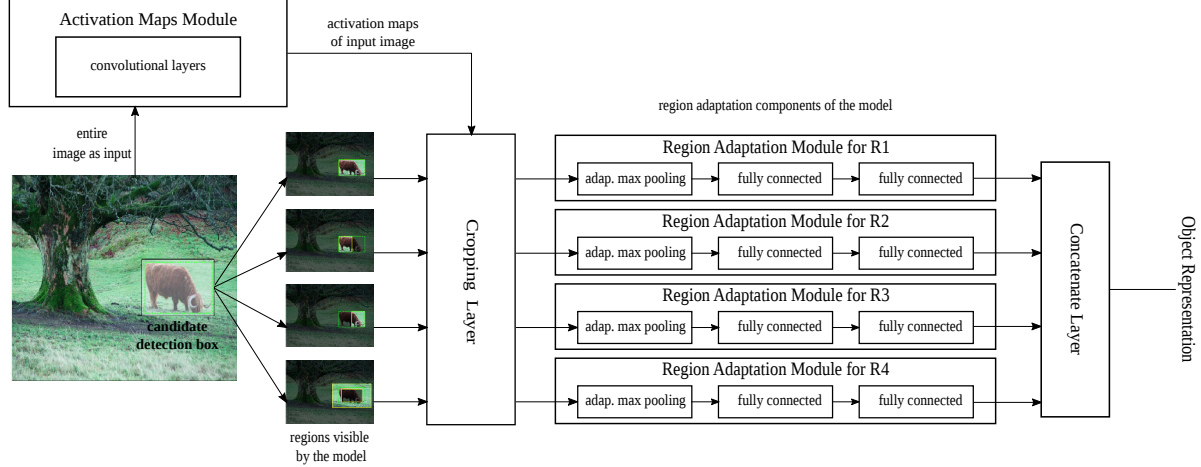 Activation Maps Module
convolutional layers
activation maps
of input image
entire
image as input
candidate
detection box
regions visible
by the model
Cropping Layer
region adaptation components of the model
Region Adaptation Module for R1
adap. max pooling
fully connected
fully connected
Region Adaptation Module for R2
adap. max pooling
fully connected
fully connected
Region Adaptation Module for R3
adap. max pooling
fully connected
fully connected
Region Adaptation Module for R4
adap. max pooling
fully connected
fully connected
Concatenate Layer
Object Representation